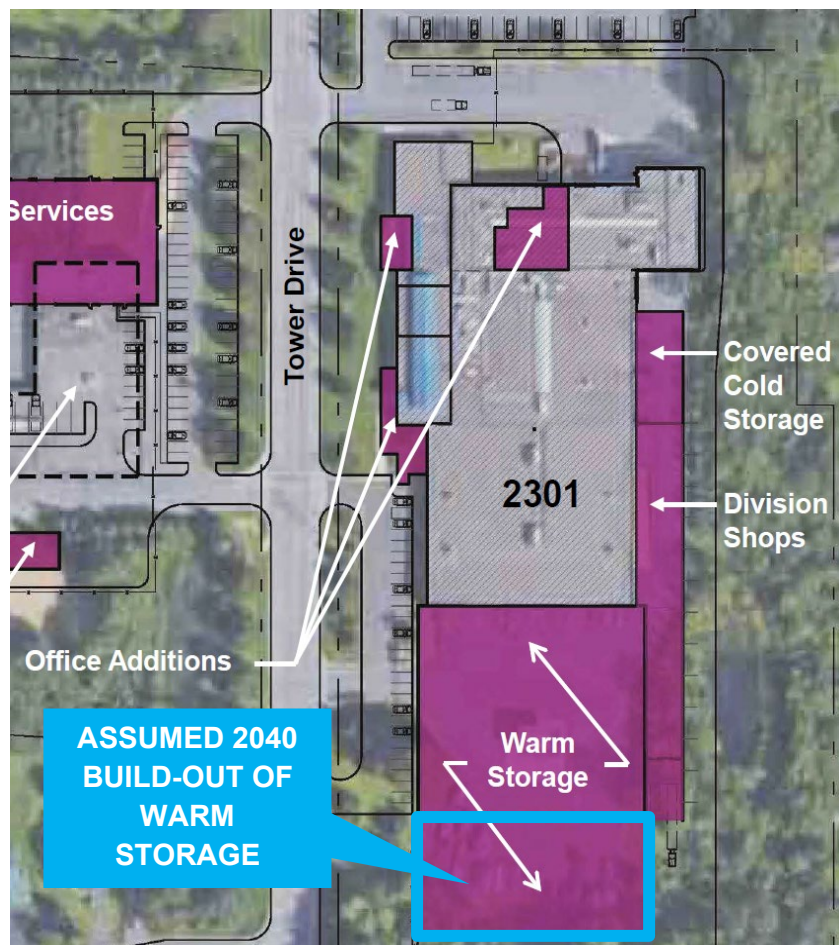 Services
Tower Drive
Covered
Cold
Storage
2301
Division
Shops
Office Additions
Warm
Storage
ASSUMED 2040
BUILD-OUT OF
WARM
STORAGE